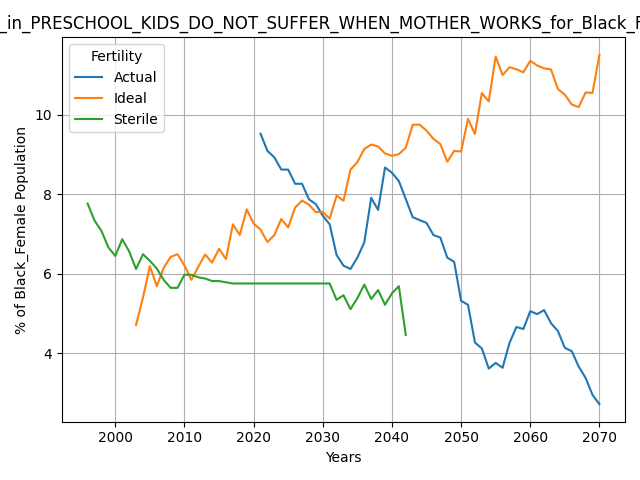 _in_PRESCHOOL_KIDS_DO_NOT_SUFFER_WHEN_MOTHER_WORKS_for_Black_F
Fertility
Actual
Ideal
Sterile
% of Black_Female Population
10
8
6
4
2000 2010 2020 2030 2040 2050 2060 2070
Years